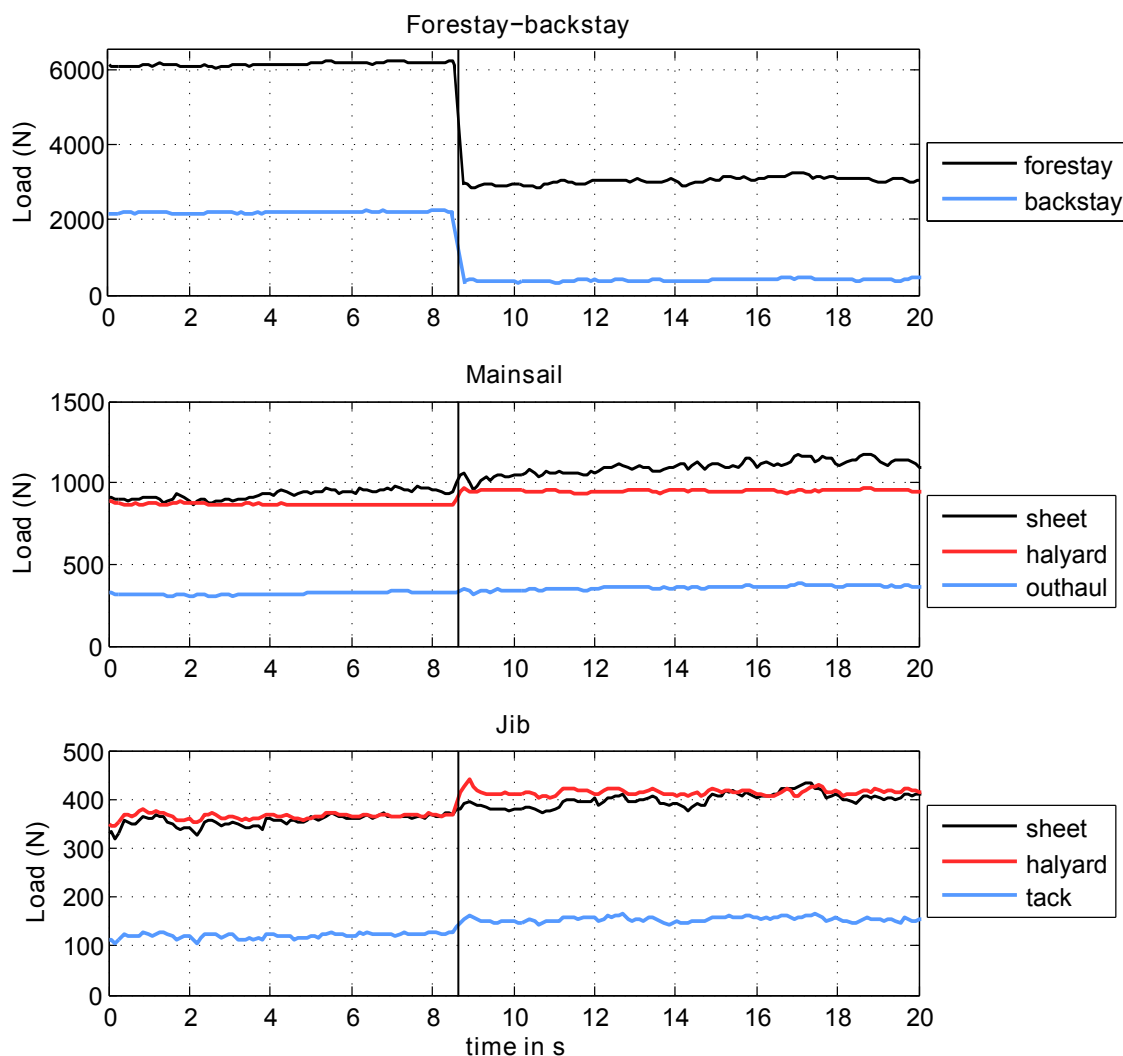 Forestay−backstay
Load (N)
6000
4000
2000
0
0 2 4 6 8 10 12 14 16 18 20
forestay
backstay
Mainsail
Load (N)
1500
1000
500
0
0 2 4 6 8 10 12 14 16 18 20
sheet
halyard
outhaul
Jib
Load (N)
500
400
300
200
100
0
0 2 4 6 8 10 12 14 16 18 20
time in s
sheet
halyard
tack